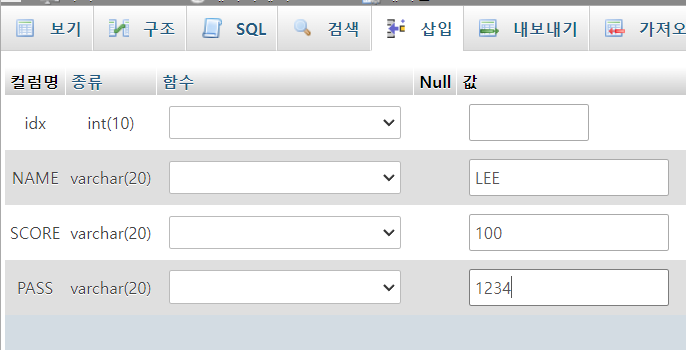 보기 구조 SQL 검색 삽입 내보내기 가져오
컬럼명 종류 함수 Null 값
idx int(10)
NAME varchar(20) LEE
SCORE varchar(20) 100
PASS varchar(20) 1234